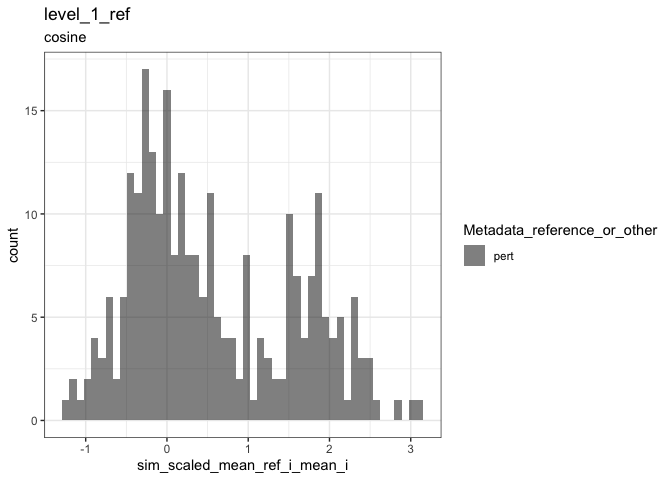 level_1_ref
cosine
15
10
5
0
count
-1
0
1
2
3
sim_scaled_mean_ref_i_mean_i
Metadata_reference_or_other
pert